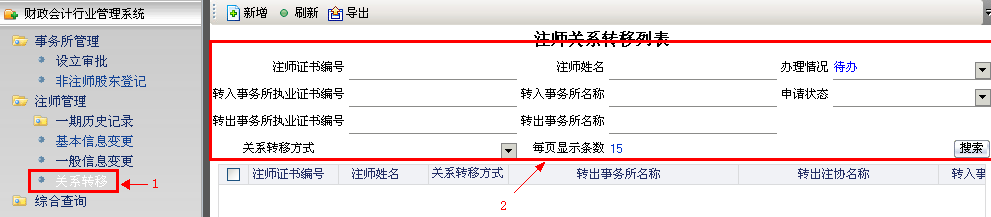 财政会计行业管理系统
事务所管理
设立审批
非注师股东登记
注师管理
一期历史记录
基本信息变更
一般信息变更
关系转移
1
综合查询
新增 刷新 导出
注师关系转移列表
注师证书编号 注师姓名 办理情况 待办
转入事务所执业证书编号 转入事务所名称 申请状态
转出事务所执业证书编号 转出事务所名称
关系转移方式 每页显示条数 15 搜索
注师证书编号 注师姓名 关系转移方式 转出事务所名称 转出注协名称 转入事
2